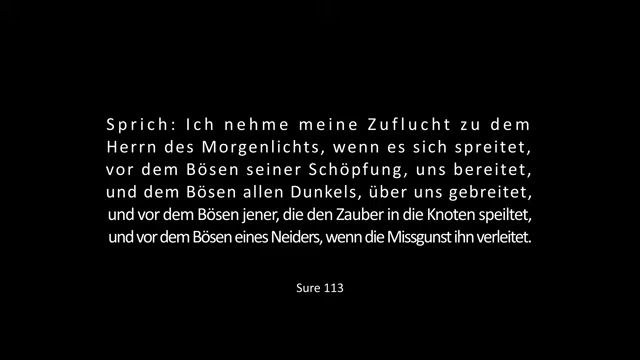 Sprich: Ich nehme meine Zuflucht zu dem
Herrn des Morgenlichts, wenn es sich spreitet,
vor dem Bösen seiner Schöpfung, uns bereitet,
und dem Bösen allen Dunkels, über uns gebreitet,
und vor dem Bösen jener, die den Zauber in die Knoten speiltet,
und vor dem Bösen eines Neiders, wenn die Missgunst ihn verleitet.
Sure 113